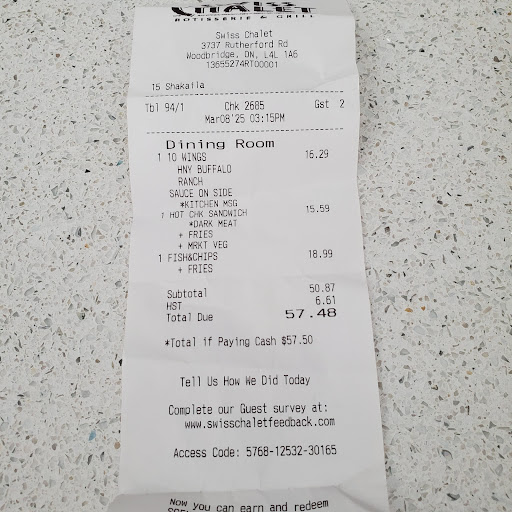 CHALET
ROTISSERIE & GRILL
Swiss Chalet
3737 Rutherford Rd
Woodbridge, ON, L4L 1A6
13655274RT00001
15 Shakaila
Tbl 94/1 Chk 2685 Gst 2
Mar08'25 03:15PM
Dining Room
1 10 WINGS 16.29
HNY BUFFALO
RANCH
SAUCE ON SIDE
*KITCHEN MSG
1 HOT CHK SANDWICH 15.59
*DARK MEAT
+ FRIES
+ MRKT VEG
1 FISH&CHIPS 18.99
+ FRIES
Subtotal 50.87
HST 6.61
Total Due 57.48
*Total if Paying Cash $57.50
Tell Us How We Did Today
Complete our Guest survey at:
www.swisschaletfeedback.com
Access Code: 5768-12532-30165
Now you can earn and redeem